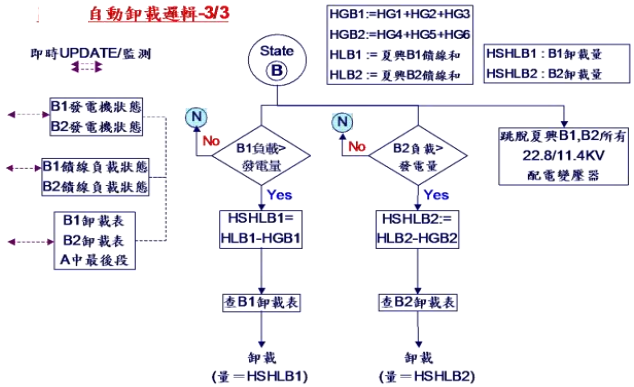 自動卸載邏輯-3/3
即時UPDATE/監測
State
B
HGB1:=HG1+HG2+HG3
HGB2:=HG4+HG5+HG6
HLB1 := 夏興B1饋線和
HLB2 := 夏興B2饋線和
HSHLB1 : B1卸載量
HSHLB2 : B2卸載量
B1發電機狀態
B2發電機狀態
B1饋線負載狀態
B2饋線負載狀態
B1卸載表
B2卸載表
A中最後段
N
No
B1負載>
發電量
Yes
HSHLB1=
HLB1-HGB1
查B1卸載表
卸載
(量=HSHLB1)
N
No
B2負載>
發電量
Yes
HSHLB2:=
HLB2-HGB2
查B2卸載表
卸載
(量=HSHLB2)
跳脫夏興B1,B2所有
22.8/11.4KV
配電變壓器